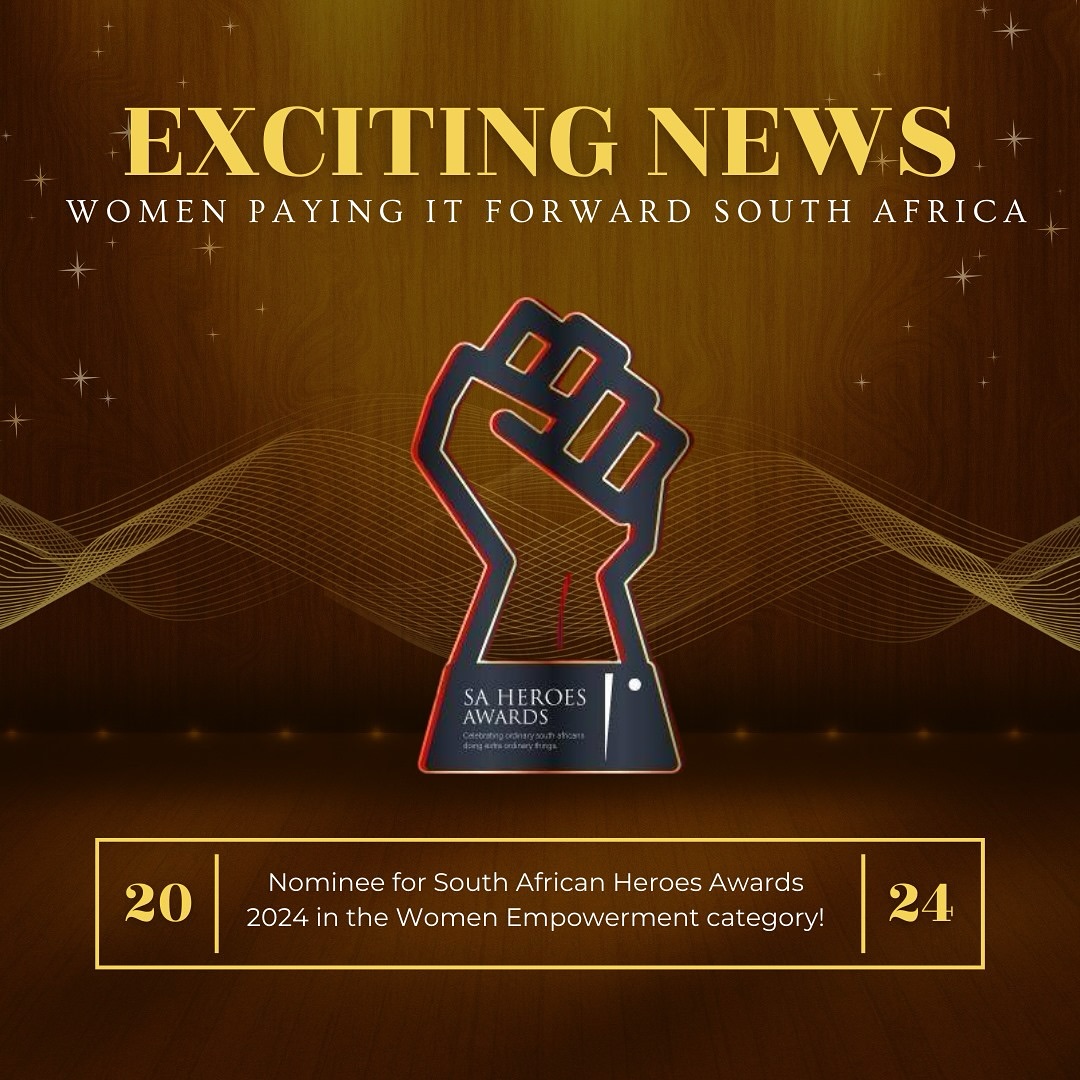 EXCITING NEWS
WOMEN PAYING IT FORWARD SOUTH AFRICA
SA HEROES
AWARDS
Celebrating ordinary south africans
doing extra ordinary things.
20
Nominee for South African Heroes Awards
2024 in the Women Empowerment category!
24